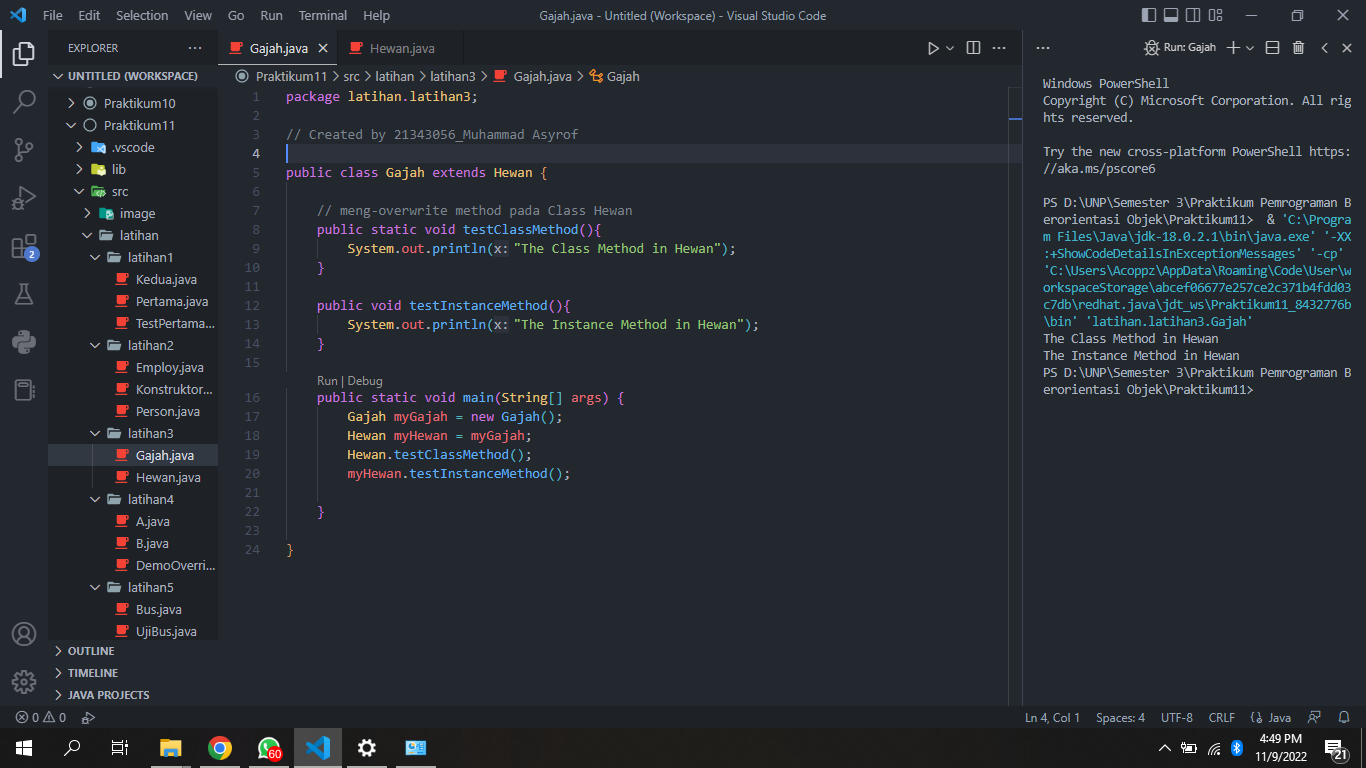 File Edit Selection View Go Run Terminal Help
Gajah.java - Untitled (Workspace) - Visual Studio Code
EXPLORER
UNTITLED (WORKSPACE)
Praktikum10
Praktikum11
.vscode
lib
src
image
latihan
latihan1
Kedua.java
Pertama.java
TestPertama...
latihan2
Employ.java
Konstruktor...
Person.java
latihan3
Gajah.java
Hewan.java
latihan4
A.java
B.java
DemoOverri...
latihan5
Bus.java
UjiBus.java
OUTLINE
TIMELINE
JAVA PROJECTS
2
Gajah.java Hewan.java
Praktikum11 > src > latihan > latihan3 > Gajah.java > Gajah
1 package latihan.latihan3;
2
3 // Created by 21343056_Muhammad Asyrof
4
5 public class Gajah extends Hewan {
6
7 // meng-overwrite method pada Class Hewan
8 public static void testClassMethod(){
9 System.out.println(x: "The Class Method in Hewan");
10 }
11
12 public void testInstanceMethod(){
13 System.out.println(x: "The Instance Method in Hewan");
14 }
15
Run | Debug
16 public static void main(String[] args) {
17 Gajah myGajah = new Gajah();
18 Hewan myHewan = myGajah;
19 Hewan.testClassMethod();
20 myHewan.testInstanceMethod();
21
22 }
23
24 }
Run: Gajah
Windows PowerShell
Copyright (C) Microsoft Corporation. All rig
hts reserved.
Try the new cross-platform PowerShell https:
//aka.ms/pscore6
PS D:\UNP\Semester 3\Praktikum Pemrograman B
erorientasi Objek\Praktikum11>  & 'C:\Progra
m Files\Java\jdk-18.0.2.1\bin\java.exe' '-XX
:+ShowCodeDetailsInExceptionMessages' '-cp'
'C:\Users\Acoppz\AppData\Roaming\Code\User\w
orkspaceStorage\abcef06677e257ce2c371b4fdd03
c7db\redhat.java\jdt_ws\Praktikum11_8432776b
\bin' 'latihan.latihan3.Gajah'
The Class Method in Hewan
The Instance Method in Hewan
PS D:\UNP\Semester 3\Praktikum Pemrograman B
erorientasi Objek\Praktikum11>
0 0
Ln 4, Col 1 Spaces: 4 UTF-8 CRLF {} Java
60
4:49 PM
11/9/2022
21